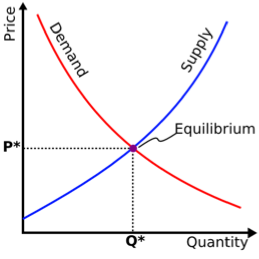 Price
Demand
Supply
Equilibrium
P*
Q*
Quantity